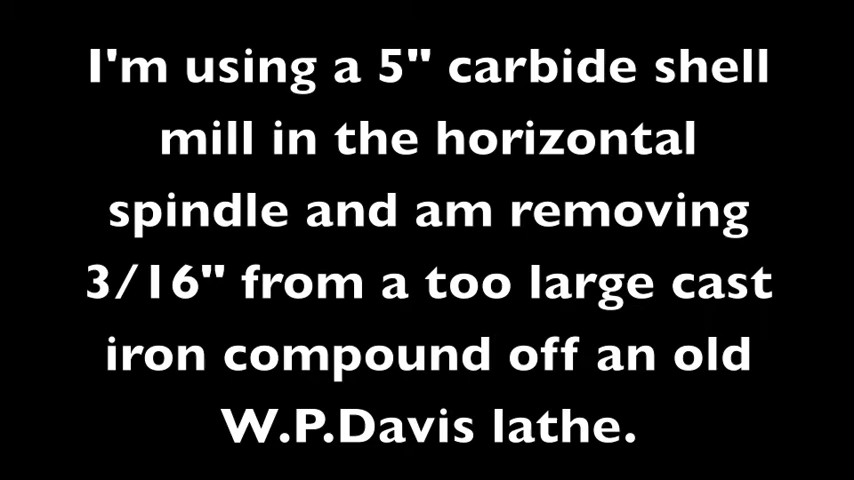 I'm using a 5" carbide shell
mill in the horizontal
spindle and am removing
3/16" from a too large cast
iron compound off an old
W.P.Davis lathe.